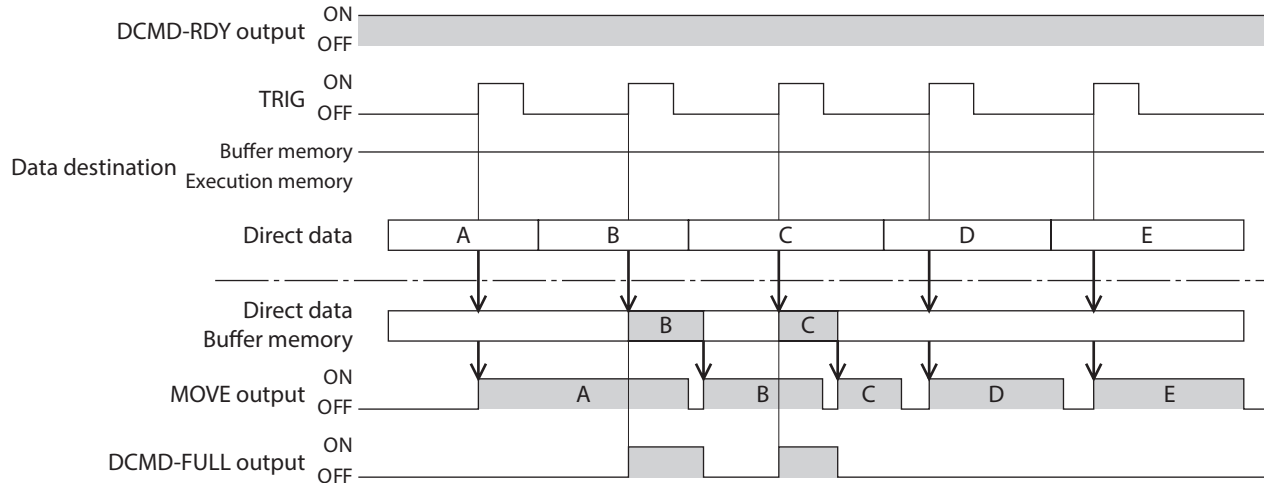 ON
DCMD-RDY output
OFF
ON
TRIG
OFF
Buffer memory
Data destination
Execution memory
Direct data
A B C D E
Direct data
Buffer memory
B C
ON
MOVE output
OFF
A B C D E
ON
DCMD-FULL output
OFF